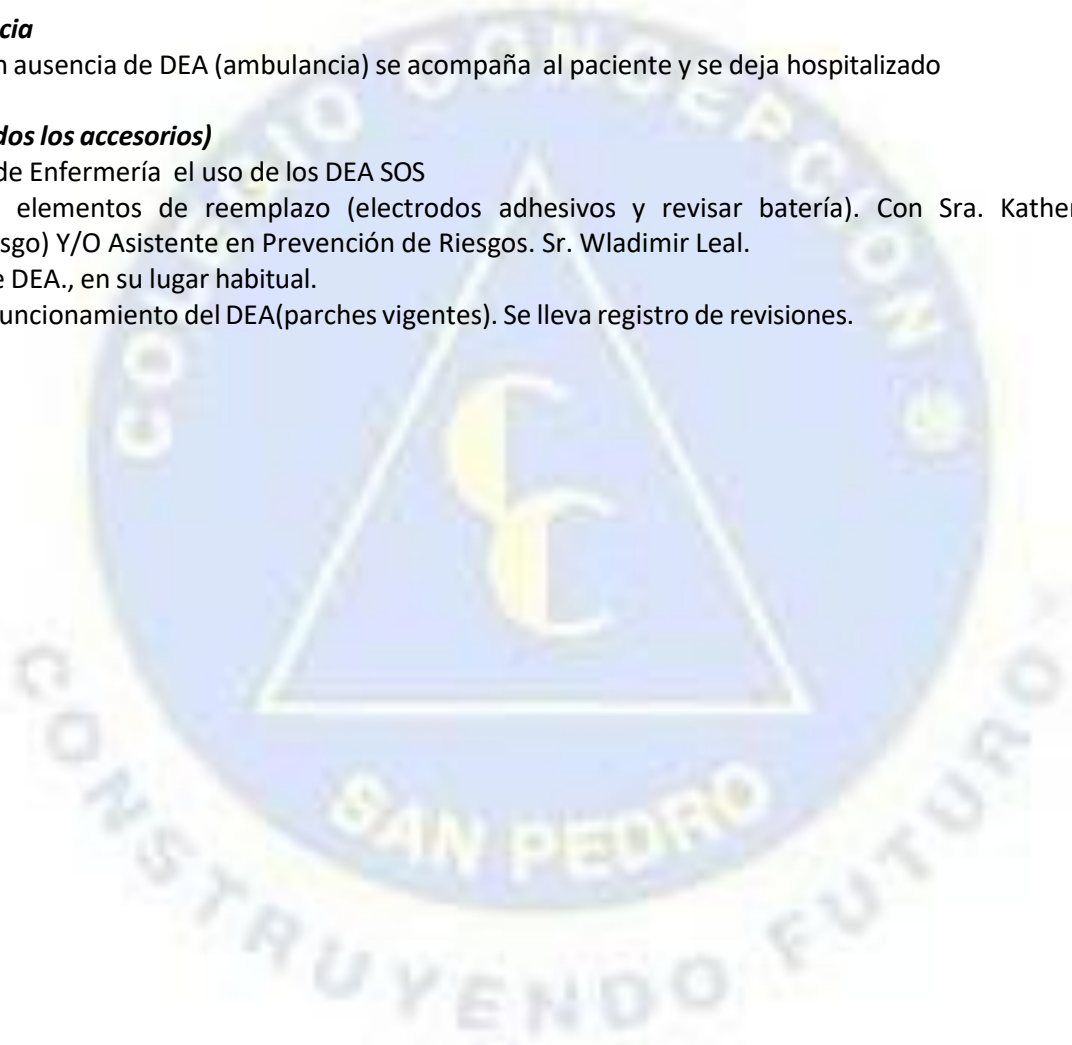 cia
n ausencia de DEA (ambulancia) se acompaña al paciente y se deja hospitalizado
dos los accesorios)
de Enfermería el uso de los DEA SOS
elementos de reemplazo (electrodos adhesivos y revisar batería). Con Sra. Kather
sgo) Y/O Asistente en Prevención de Riesgos. Sr. Wladimir Leal.
e DEA., en su lugar habitual.
uncionamiento del DEA(parches vigentes). Se lleva registro de revisiones.
COLEGIO CONCEPCION
CC
SAN PEDRO
CONSTRUYENDO FUTURO